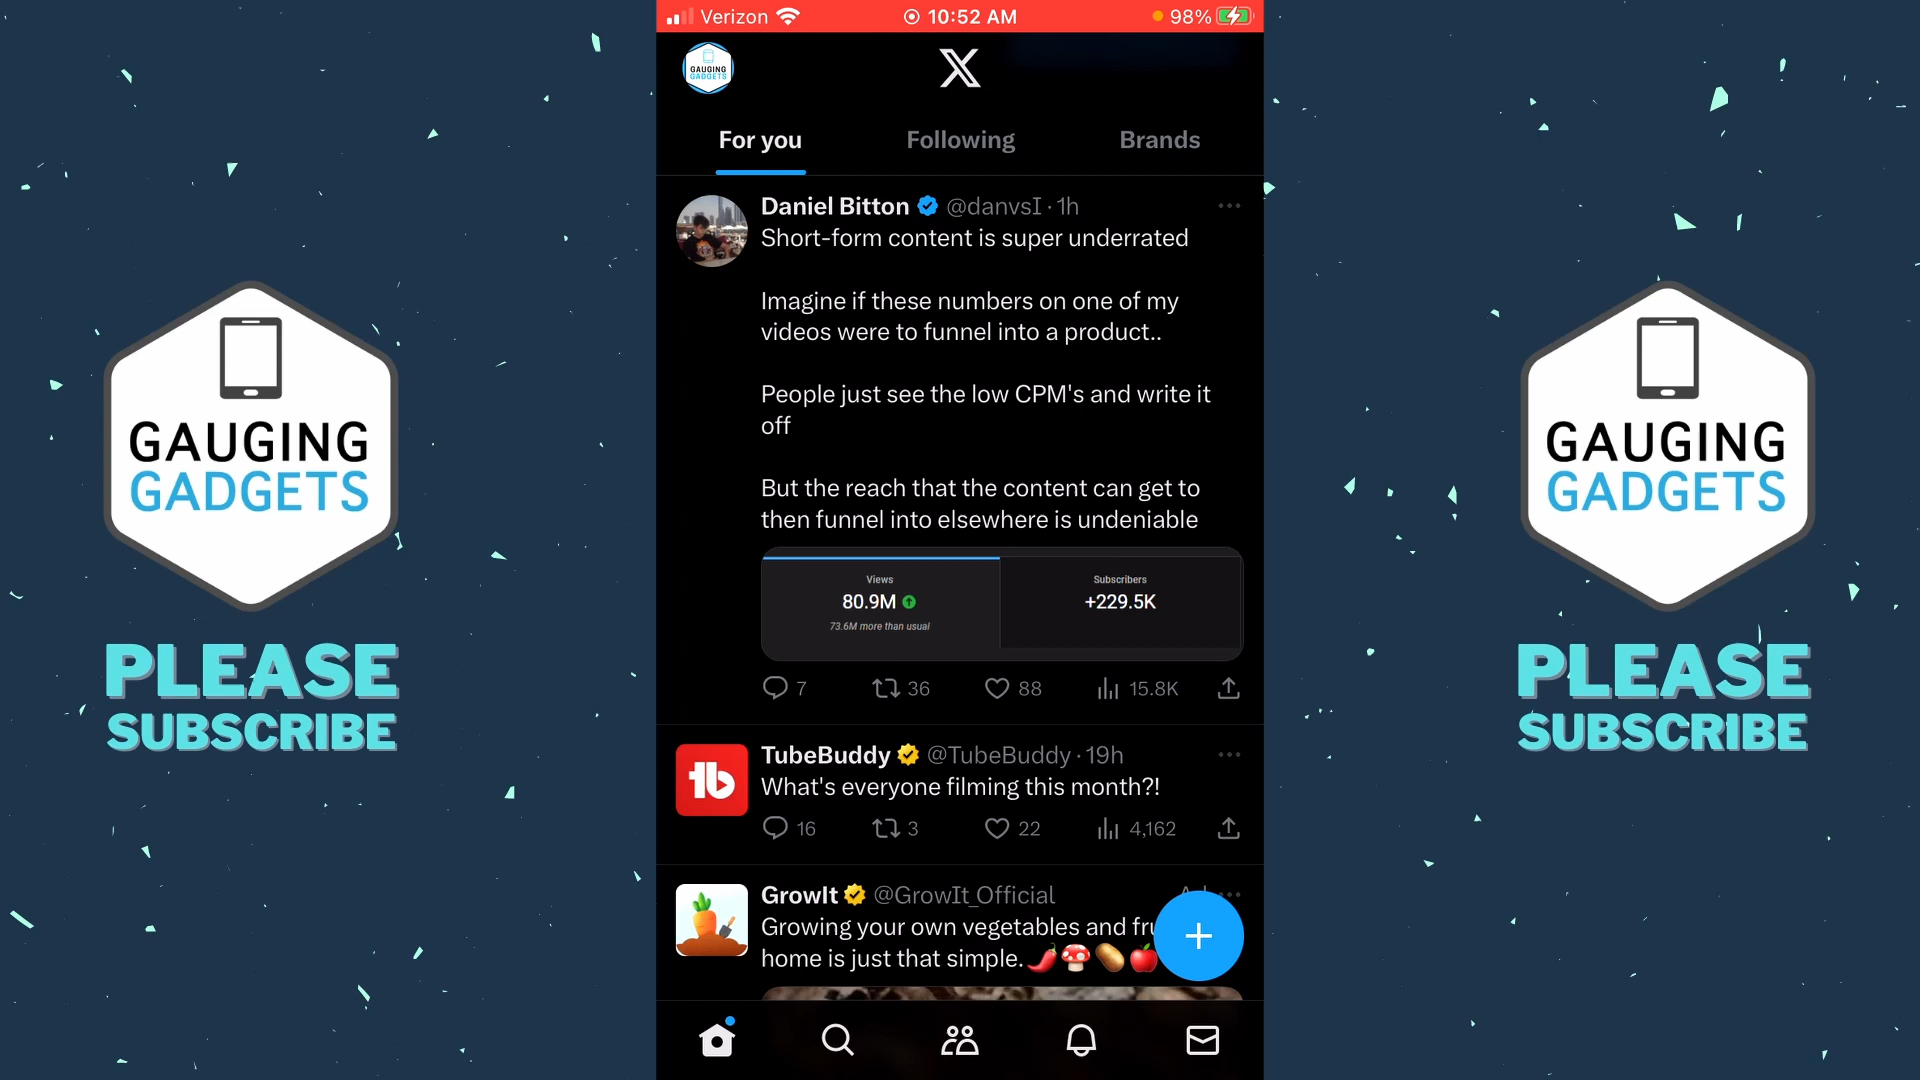 Verizon
10:52 AM
98%
GAUGING
GADGETS
For you
Following
Brands
Daniel Bitton @danvsI · 1h
Short-form content is super underrated
Imagine if these numbers on one of my
videos were to funnel into a product..
People just see the low CPM's and write it
off
But the reach that the content can get to
then funnel into elsewhere is undeniable
Views
80.9M
73.6M more than usual
Subscribers
+229.5K
7
36
88
15.8K
TubeBuddy @TubeBuddy · 19h
What's everyone filming this month?!
16
3
22
4,162
GrowIt @GrowIt_Official
Growing your own vegetables and
home is just that simple.
GAUGING
GADGETS
PLEASE
SUBSCRIBE
GAUGING
GADGETS
PLEASE
SUBSCRIBE